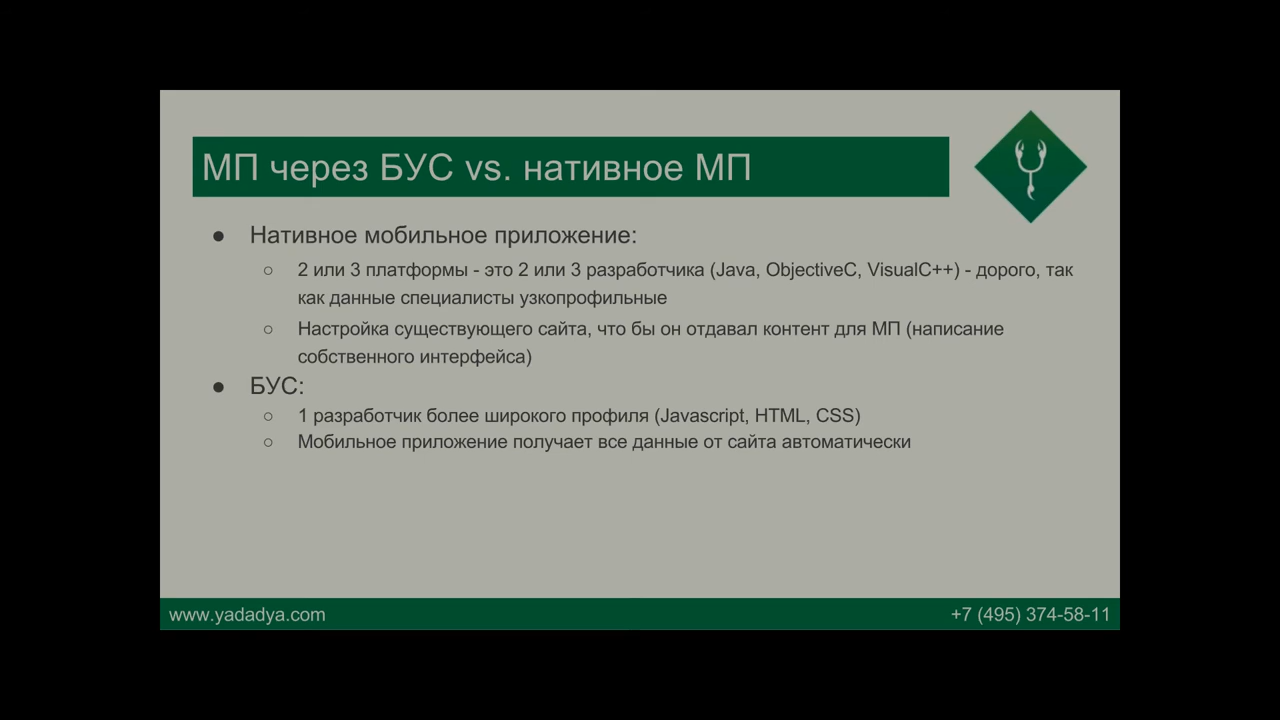 МП через БУС vs. нативное МП
● Нативное мобильное приложение:
○ 2 или 3 платформы - это 2 или 3 разработчика (Java, ObjectiveC, VisualC++) - дорого, так
как данные специалисты узкопрофильные
○ Настройка существующего сайта, что бы он отдавал контент для МП (написание
собственного интерфейса)
● БУС:
○ 1 разработчик более широкого профиля (Javascript, HTML, CSS)
○ Мобильное приложение получает все данные от сайта автоматически
www.yadadya.com
+7 (495) 374-58-11